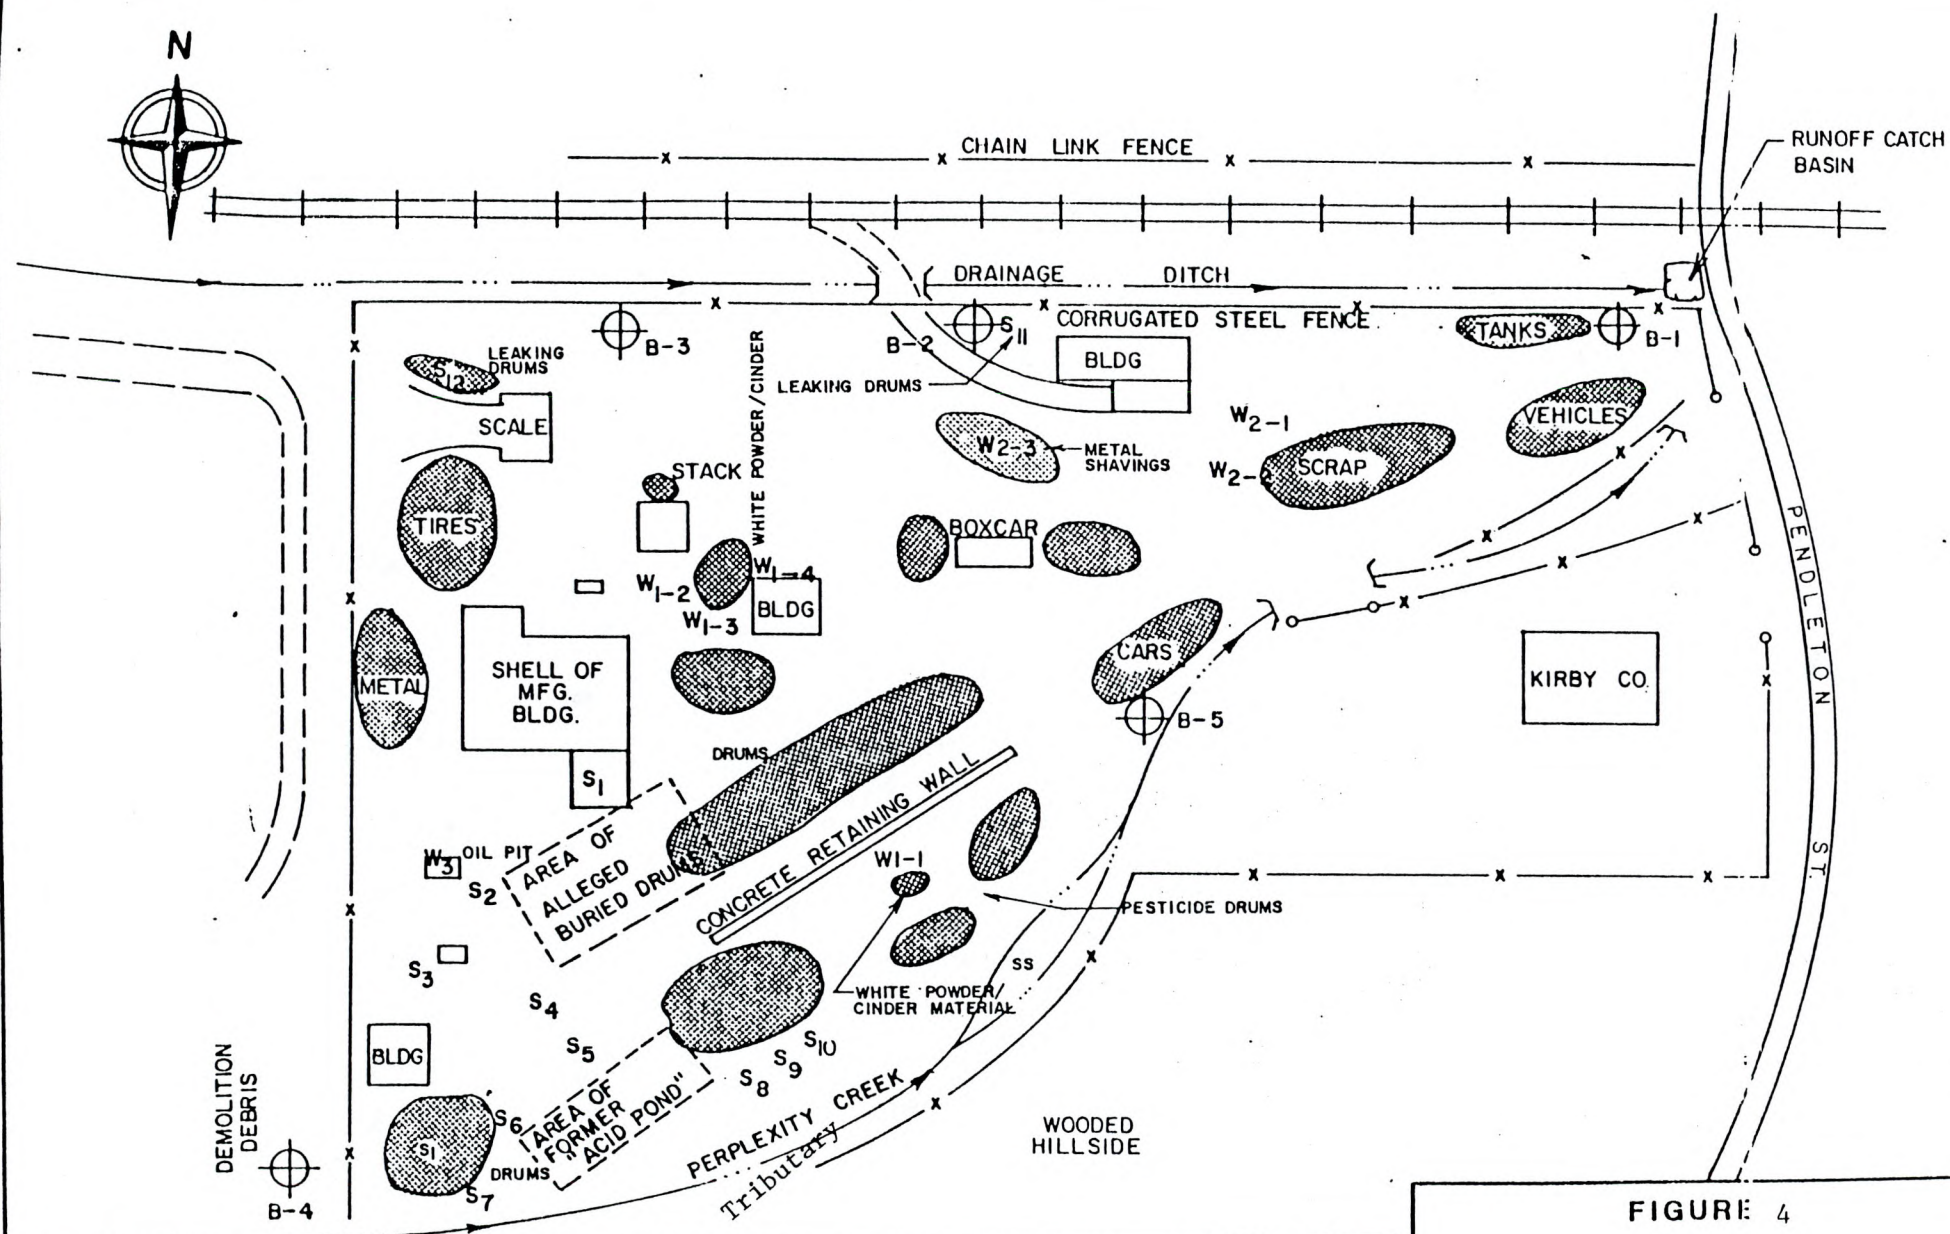 N
CHAIN LINK FENCE
RUNOFF CATCH
BASIN
DRAINAGE DITCH
CORRUGATED STEEL FENCE
B-3
B-2
S11
TANKS
B-1
LEAKING
DRUMS
S12
SCALE
WHITE POWDER/CINDER
LEAKING DRUMS
BLDG
VEHICLES
W2-1
W2-3
METAL
SHAVINGS
W2-2
SCRAP
STACK
TIRES
BOXCAR
W1-2
W1-4
W1-3
BLDG
PENDLETON ST.
METAL
SHELL OF
MFG.
BLDG.
CARS
KIRBY CO.
B-5
DRUMS
S1
CONCRETE RETAINING WALL
W3
OIL PIT
S2
AREA OF
ALLEGED
BURIED DRUMS
W1-1
PESTICIDE DRUMS
S3
S4
SS
WHITE POWDER/
CINDER MATERIAL
S5
S10
S9
S8
BLDG
DEMOLITION
DEBRIS
S6
AREA OF
FORMER
"ACID POND"
S1
DRUMS
S7
PERPLEXITY CREEK
Tributary
WOODED
HILLSIDE
B-4
FIGURE 4